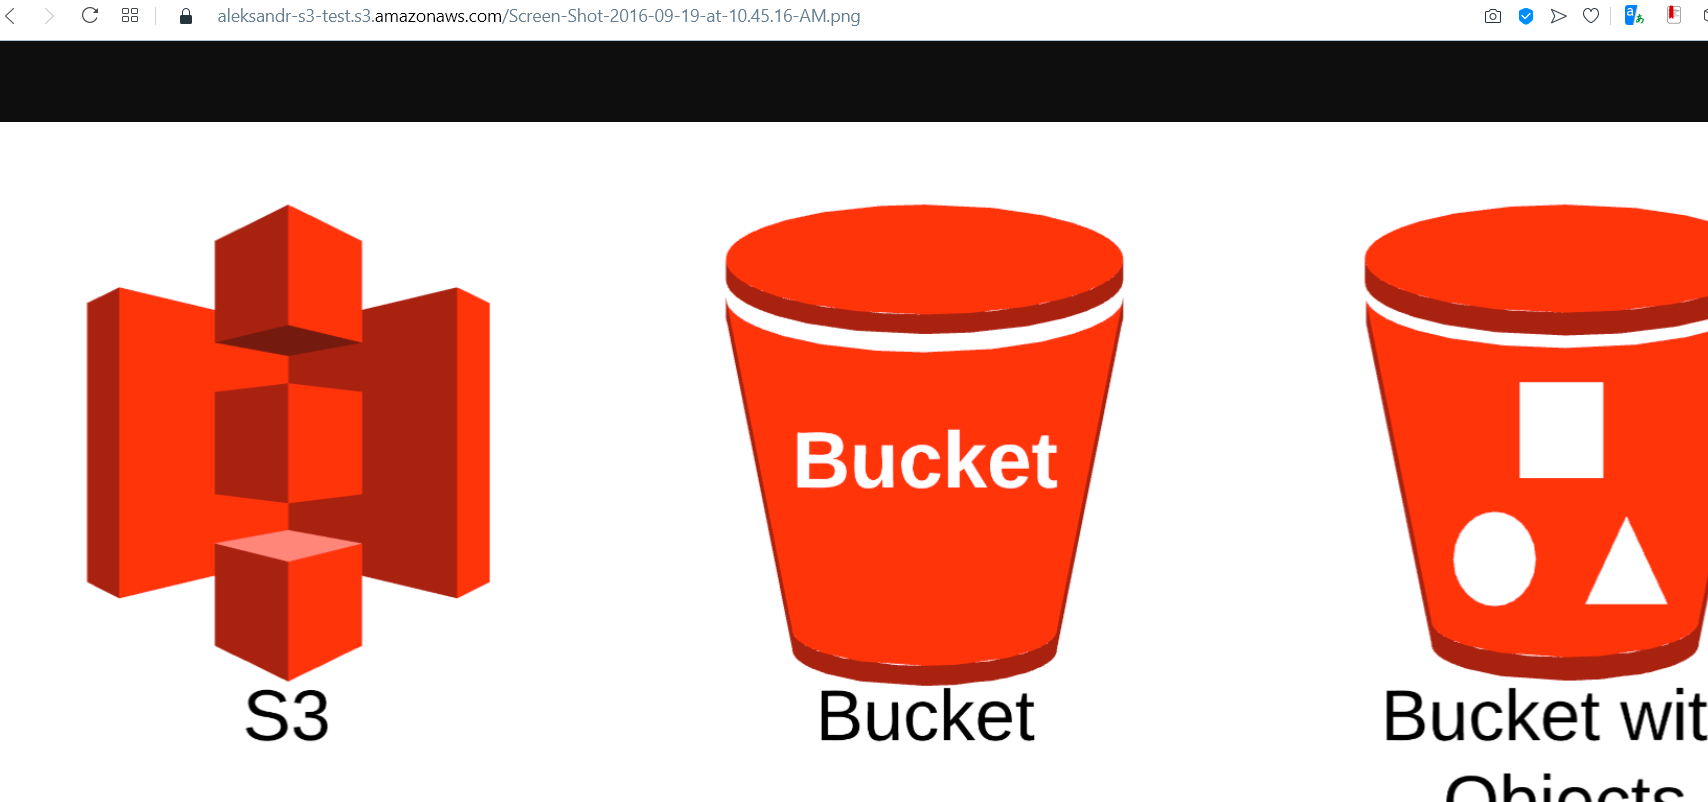 aleksandr-s3-test.s3.amazonaws.com/Screen-Shot-2016-09-19-at-10.45.16-AM.png
Bucket
S3
Bucket
Bucket wit
Objects